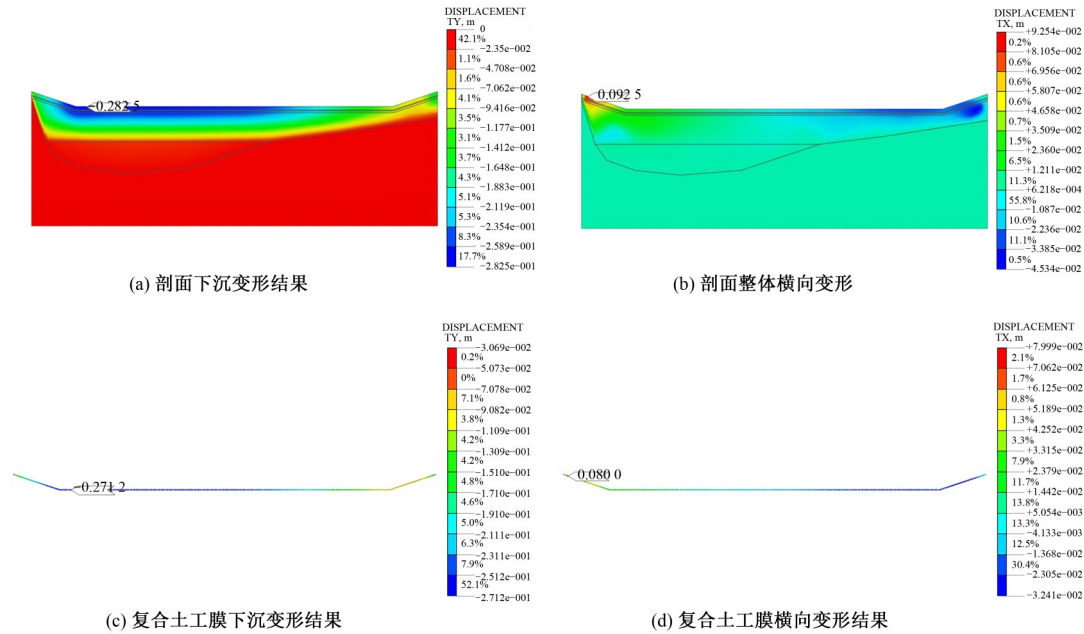 DISPLACEMENT
TY, m
0
42.1%
−2.35e−002
1.1%
−4.708e−002
1.6%
−7.062e−002
4.1%
−9.416e−002
3.5%
−1.177e−001
3.1%
−1.412e−001
3.7%
−1.648e−001
4.3%
−1.883e−001
5.1%
−2.119e−001
5.3%
−2.354e−001
8.3%
−2.589e−001
17.7%
−2.825e−001
−0.282 5
(a) 剖面下沉变形结果
DISPLACEMENT
TX, m
+9.254e−002
0.2%
+8.105e−002
0.6%
+6.956e−002
0.6%
+5.807e−002
0.6%
+4.658e−002
0.7%
+3.509e−002
1.5%
+2.360e−002
6.5%
+1.211e−002
11.3%
+6.218e−004
55.8%
−1.087e−002
10.6%
−2.236e−002
11.1%
−3.385e−002
0.5%
−4.534e−002
0.092 5
(b) 剖面整体横向变形
DISPLACEMENT
TY, m
−3.069e−002
0.2%
−5.073e−002
0%
−7.078e−002
7.1%
−9.082e−002
3.8%
−1.109e−001
4.2%
−1.309e−001
4.2%
−1.510e−001
4.8%
−1.710e−001
4.6%
−1.910e−001
5.0%
−2.111e−001
6.3%
−2.311e−001
7.9%
−2.512e−001
52.1%
−2.712e−001
−0.271 2
(c) 复合土工膜下沉变形结果
DISPLACEMENT
TX, m
+7.999e−002
2.1%
+7.062e−002
1.7%
+6.125e−002
0.8%
+5.189e−002
1.3%
+4.252e−002
3.3%
+3.315e−002
7.9%
+2.379e−002
11.7%
+1.442e−002
13.8%
+5.054e−003
13.3%
−4.133e−003
12.5%
−1.368e−002
30.4%
−2.305e−002
−3.241e−002
0.080 0
(d) 复合土工膜横向变形结果